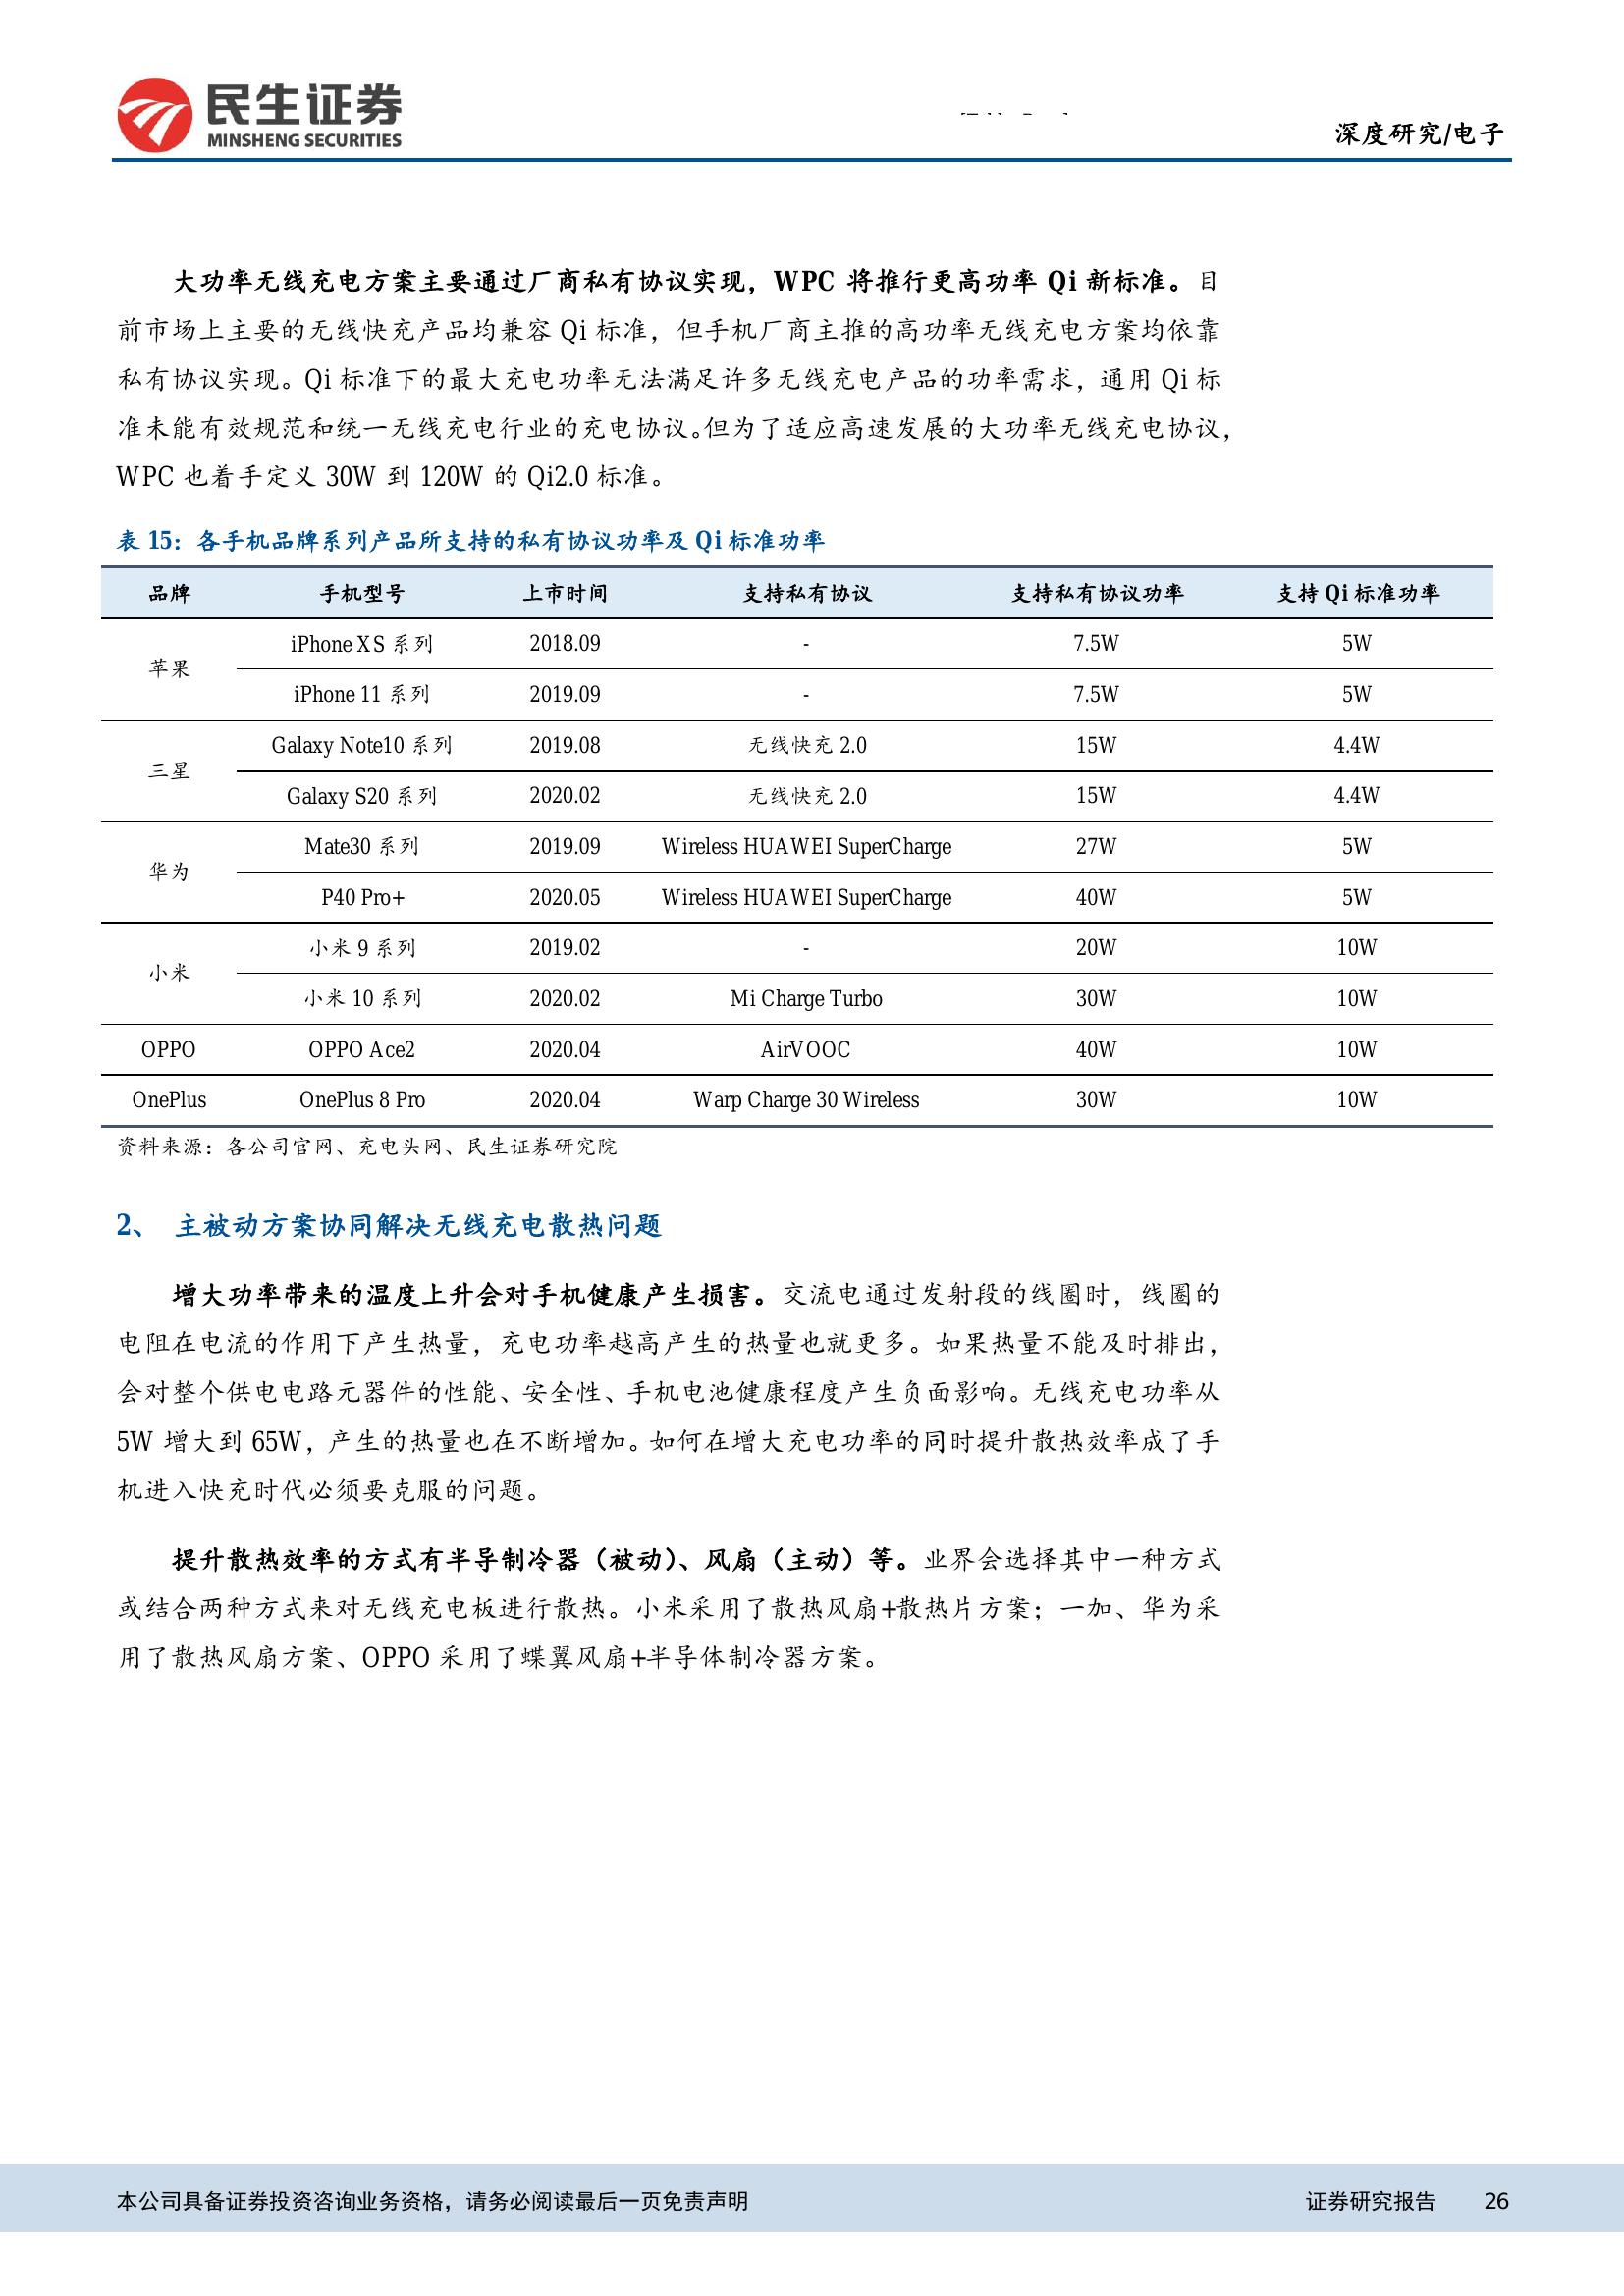 民生证券
MINSHENG SECURITIES
深度研究/电子
大功率无线充电方案主要通过厂商私有协议实现，WPC 将推行更高功率 Qi 新标准。目
前市场上主要的无线快充产品均兼容 Qi 标准，但手机厂商主推的高功率无线充电方案均依靠
私有协议实现。Qi 标准下的最大充电功率无法满足许多无线充电产品的功率需求，通用 Qi 标
准未能有效规范和统一无线充电行业的充电协议。但为了适应高速发展的大功率无线充电协议，
WPC 也着手定义 30W 到 120W 的 Qi2.0 标准。
表 15：各手机品牌系列产品所支持的私有协议功率及 Qi 标准功率
品牌 手机型号 上市时间 支持私有协议 支持私有协议功率 支持 Qi 标准功率
苹果
iPhone XS 系列 2018.09 - 7.5W 5W
iPhone 11 系列 2019.09 - 7.5W 5W
三星
Galaxy Note10 系列 2019.08 无线快充 2.0 15W 4.4W
Galaxy S20 系列 2020.02 无线快充 2.0 15W 4.4W
华为
Mate30 系列 2019.09 Wireless HUAWEI SuperCharge 27W 5W
P40 Pro+ 2020.05 Wireless HUAWEI SuperCharge 40W 5W
小米
小米 9 系列 2019.02 - 20W 10W
小米 10 系列 2020.02 Mi Charge Turbo 30W 10W
OPPO OPPO Ace2 2020.04 AirVOOC 40W 10W
OnePlus OnePlus 8 Pro 2020.04 Warp Charge 30 Wireless 30W 10W
资料来源：各公司官网、充电头网、民生证券研究院
2、 主被动方案协同解决无线充电散热问题
增大功率带来的温度上升会对手机健康产生损害。交流电通过发射段的线圈时，线圈的
电阻在电流的作用下产生热量，充电功率越高产生的热量也就更多。如果热量不能及时排出，
会对整个供电电路元器件的性能、安全性、手机电池健康程度产生负面影响。无线充电功率从
5W 增大到 65W，产生的热量也在不断增加。如何在增大充电功率的同时提升散热效率成了手
机进入快充时代必须要克服的问题。
提升散热效率的方式有半导制冷器（被动）、风扇（主动）等。业界会选择其中一种方式
或结合两种方式来对无线充电板进行散热。小米采用了散热风扇+散热片方案；一加、华为采
用了散热风扇方案、OPPO 采用了蝶翼风扇+半导体制冷器方案。
本公司具备证券投资咨询业务资格，请务必阅读最后一页免责声明 证券研究报告 26